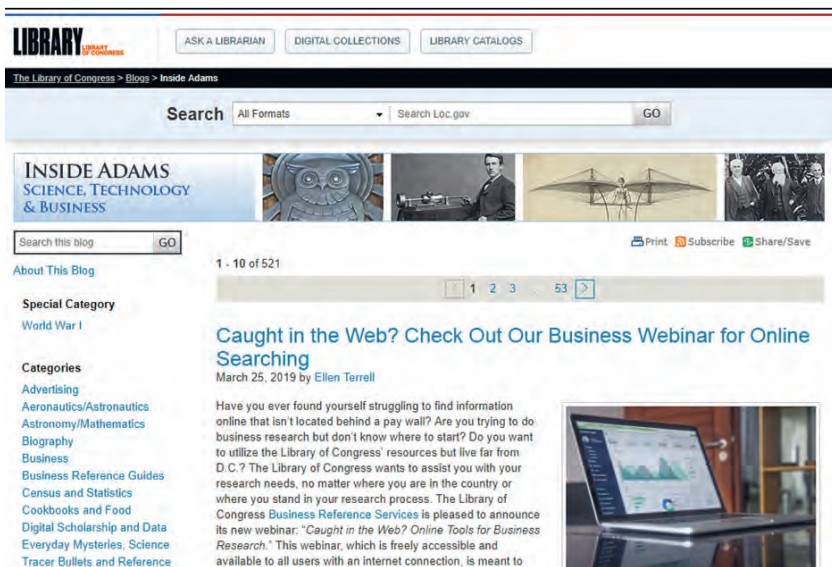 LIBRARY LIBRARY OF CONGRESS
ASK A LIBRARIAN DIGITAL COLLECTIONS LIBRARY CATALOGS
The Library of Congress > Blogs > Inside Adams
Search All Formats Search Loc.gov GO
INSIDE ADAMS
SCIENCE, TECHNOLOGY
& BUSINESS
Search this blog GO
Print Subscribe Share/Save
About This Blog
1 - 10 of 521
1 2 3 ... 53 >
Special Category
World War I
Categories
Advertising
Aeronautics/Astronautics
Astronomy/Mathematics
Biography
Business
Business Reference Guides
Census and Statistics
Cookbooks and Food
Digital Scholarship and Data
Everyday Mysteries, Science
Tracer Bullets and Reference
Caught in the Web? Check Out Our Business Webinar for Online
Searching
March 25, 2019 by Ellen Terrell
Have you ever found yourself struggling to find information
online that isn't located behind a pay wall? Are you trying to do
business research but don't know where to start? Do you want
to utilize the Library of Congress' resources but live far from
D.C.? The Library of Congress wants to assist you with your
research needs, no matter where you are in the country or
where you stand in your research process. The Library of
Congress Business Reference Services is pleased to announce
its new webinar: "Caught in the Web? Online Tools for Business
Research." This webinar, which is freely accessible and
available to all users with an internet connection, is meant to